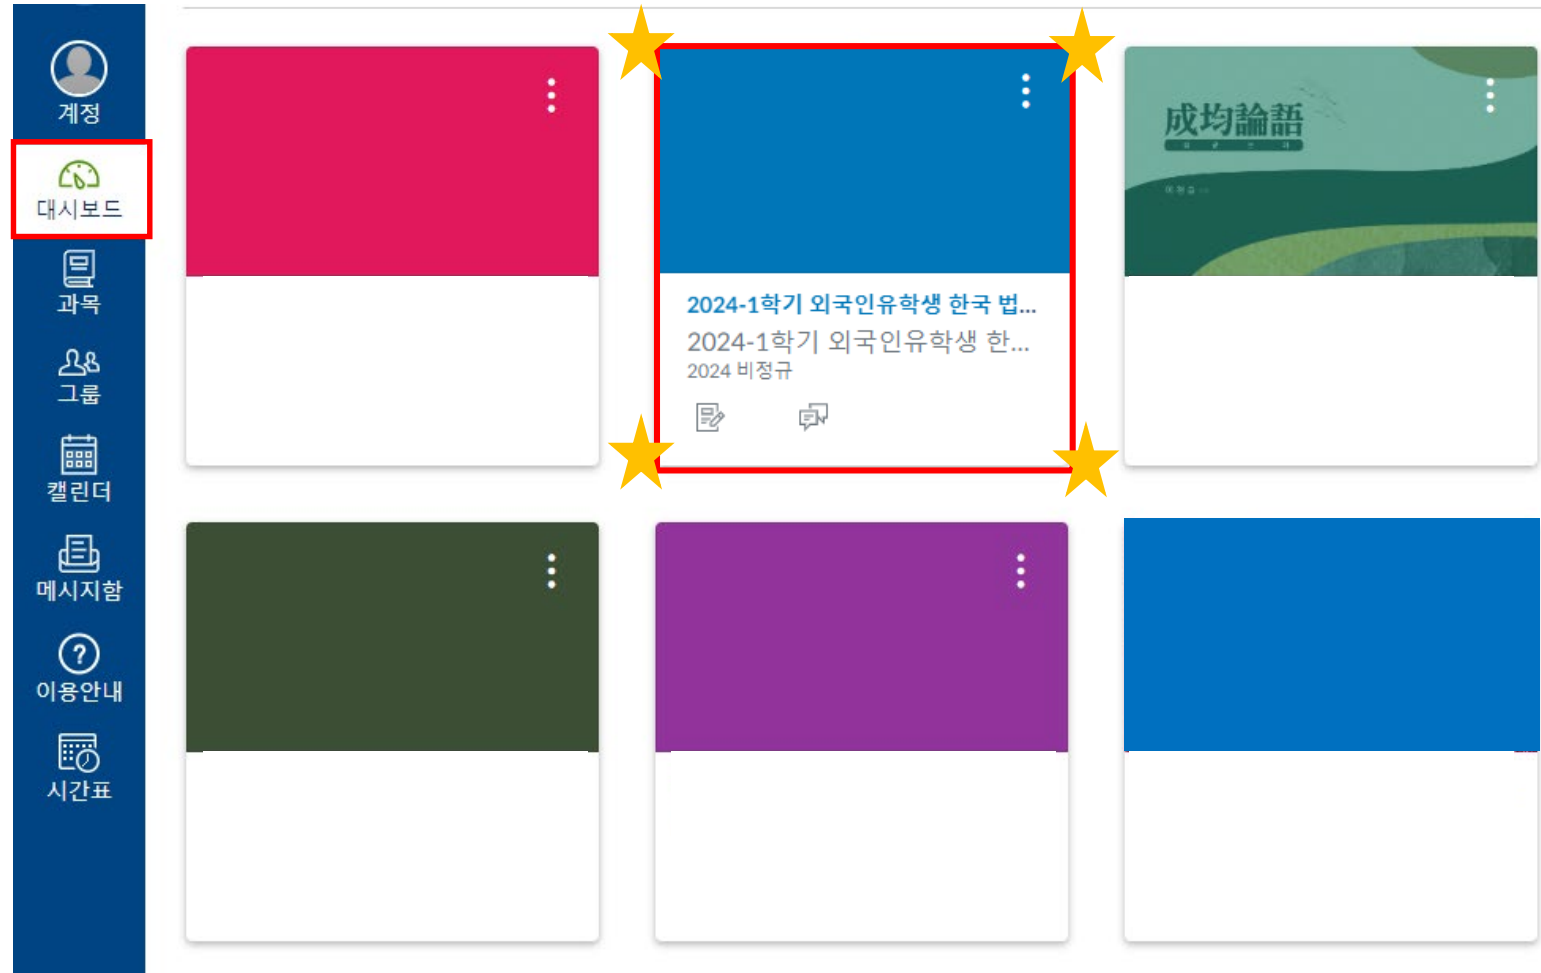 계정
대시보드
과목
그룹
캘린더
메시지함
이용안내
시간표
2024-1학기 외국인유학생 한국 법...
2024-1학기 외국인유학생 한...
2024 비정규
成均論語